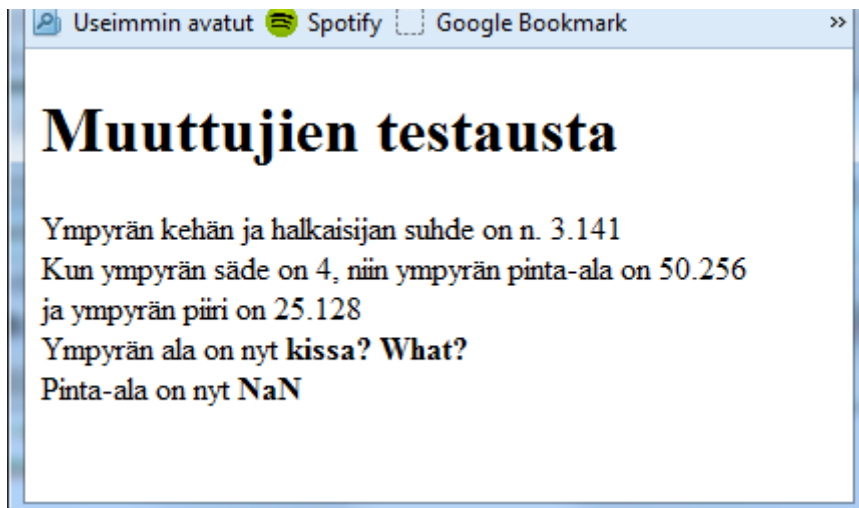 Useimmin avatut Spotify Google Bookmark »
Muuttujien testausta
Ympyrän kehän ja halkaisijan suhde on n. 3.141
Kun ympyrän säde on 4, niin ympyrän pinta-ala on 50.256
ja ympyrän piiri on 25.128
Ympyrän ala on nyt kissa? What?
Pinta-ala on nyt NaN